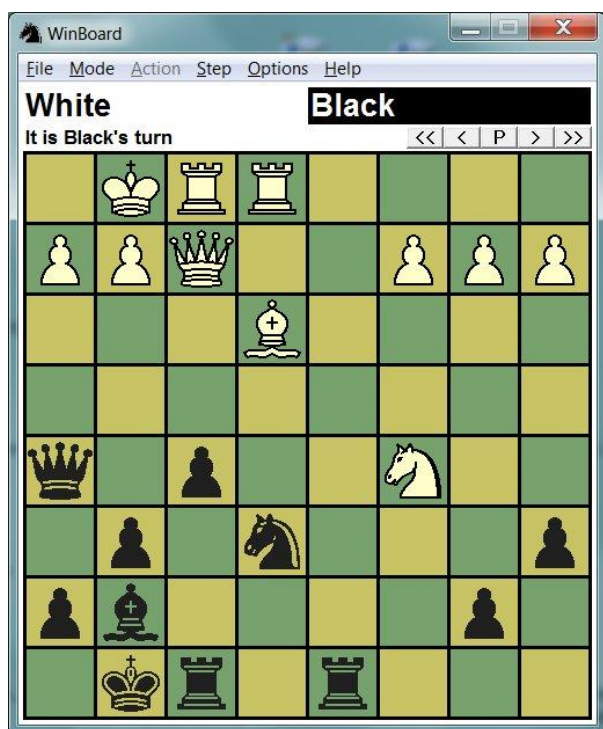 WinBoard
File Mode Action Step Options Help
White Black
It is Black's turn << < P > >>